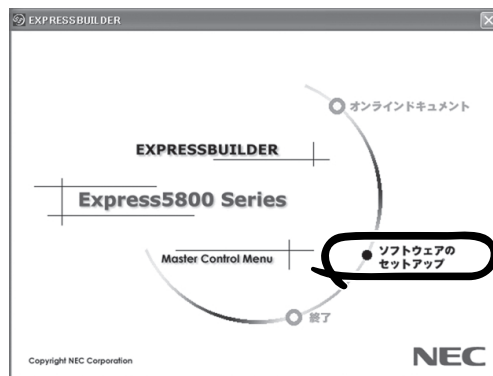 EXPRESSBUILDER
オンラインドキュメント
EXPRESSBUILDER
Express5800 Series
Master Control Menu
ソフトウェアの
セットアップ
終了
Copyright NEC Corporation
NEC